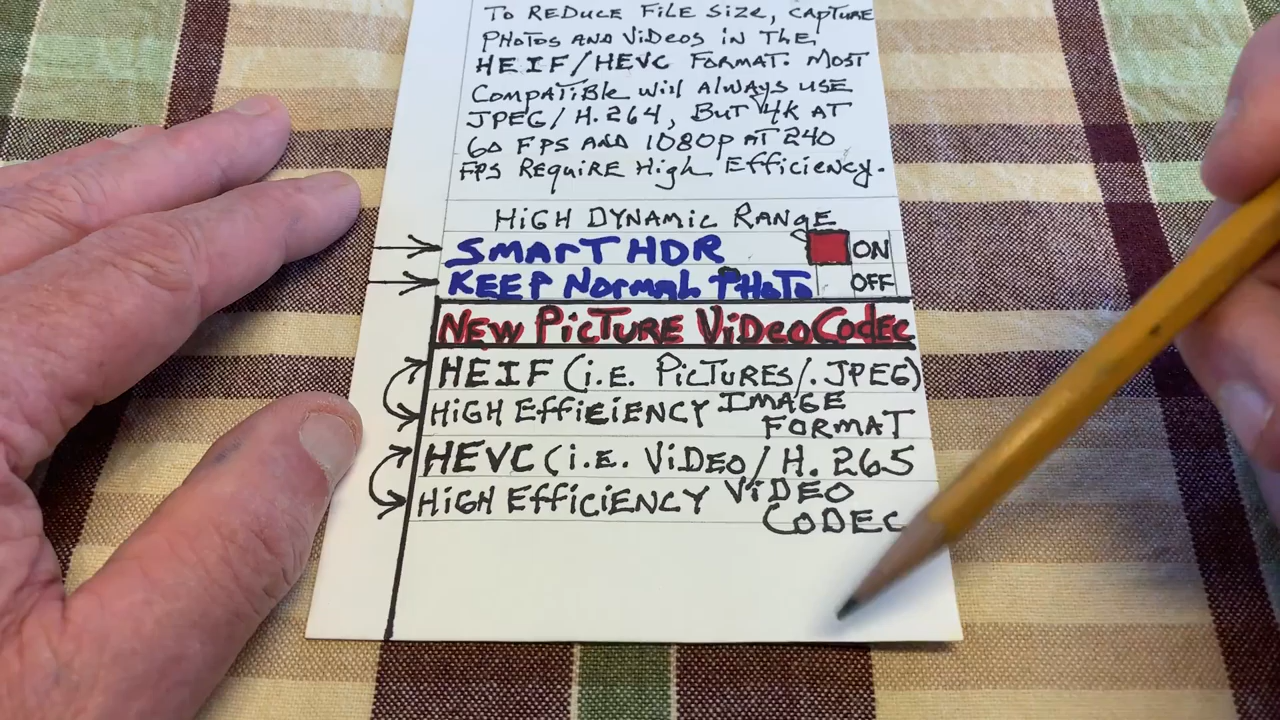 To REDUCE FiLE SizE, CAPTURE
PHOTOS AND ViDEOS iN THE
HEIF/HEVC FORMAT. MOST
COMPATiBLE will ALWAYS USE
JPEG/H.264, BuT 4K AT
60 FPS AND 1080p AT 240
FPS REQUiRE HigH EfficiENcy.
HiGH DYNAMiC RANGE
SMART HDR ON
KEEP NORMAL PHoTo OFF
NEW PiCTURE ViDEO CODEC
HEIF (i.E. PiCTURES/.JPEG)
HiGH EFFiCiENCY IMAGE
FORMAT
HEVC (i.E. ViDEO/H.265
HIGH EFFiCiENCY ViDEO
CODEC